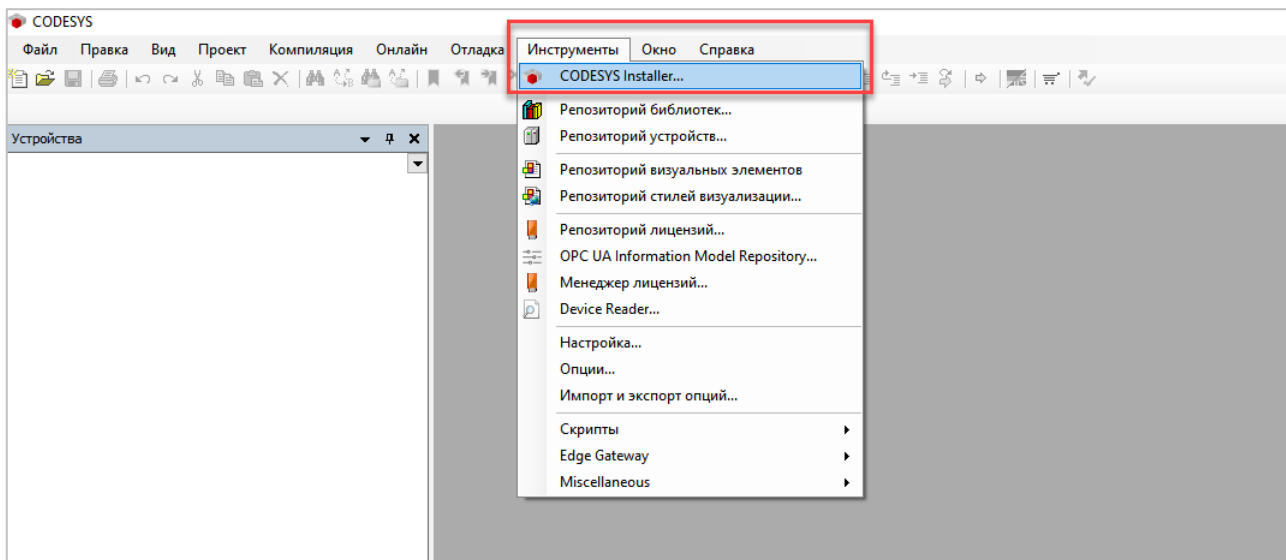 CODESYS
Файл Правка Вид Проект Компиляция Онлайн Отладка Инструменты Окно Справка
CODESYS Installer...
Репозиторий библиотек...
Устройства
Репозиторий устройств...
Репозиторий визуальных элементов
Репозиторий стилей визуализации...
Репозиторий лицензий...
OPC UA Information Model Repository...
Менеджер лицензий...
Device Reader...
Настройка...
Опции...
Импорт и экспорт опций...
Скрипты
Edge Gateway
Miscellaneous